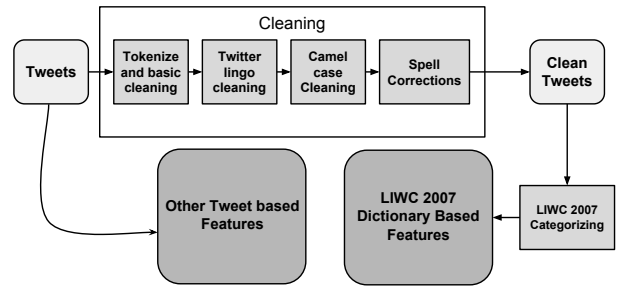 Cleaning
Tweets
Tokenize
and basic
cleaning
Twitter
lingo
cleaning
Camel
case
Cleaning
Spell
Corrections
Clean
Tweets
Other Tweet based
Features
LIWC 2007
Dictionary Based
Features
LIWC 2007
Categorizing